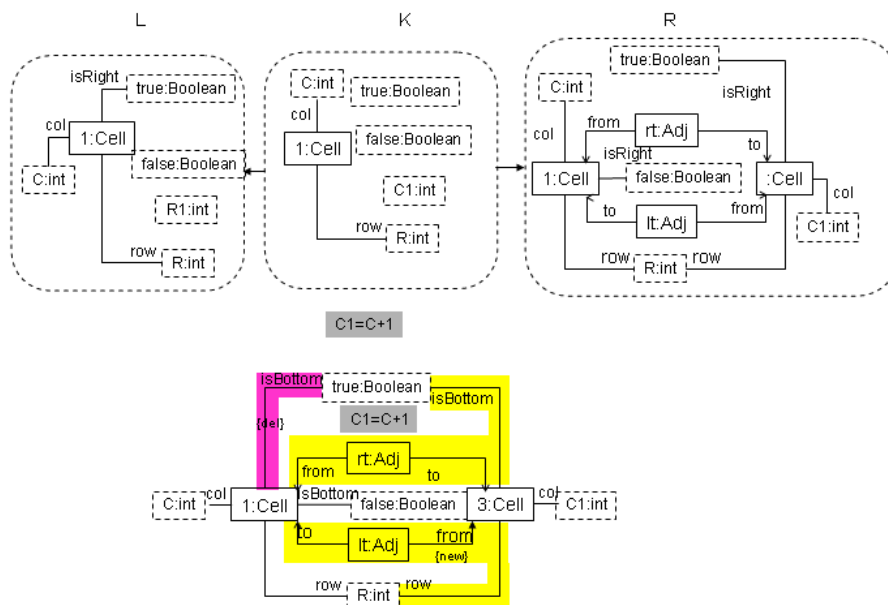 L
K
R
isRight
true:Boolean
col
1:Cell
C:int
false:Boolean
R1:int
row
R:int
C:int
true:Boolean
col
false:Boolean
1:Cell
C1:int
row
R:int
true:Boolean
C:int
isRight
from
rt:Adj
col
to
isRight
1:Cell
false:Boolean
:Cell
col
to
lt:Adj
from
C1:int
row
R:int
row
C1=C+1
isBottom
true:Boolean
isBottom
C1=C+1
{del}
rt:Adj
from
to
C:int
col
1:Cell
isBottom
false:Boolean
3:Cell
col
C1:int
to
lt:Adj
from
{new}
row
R:int
row